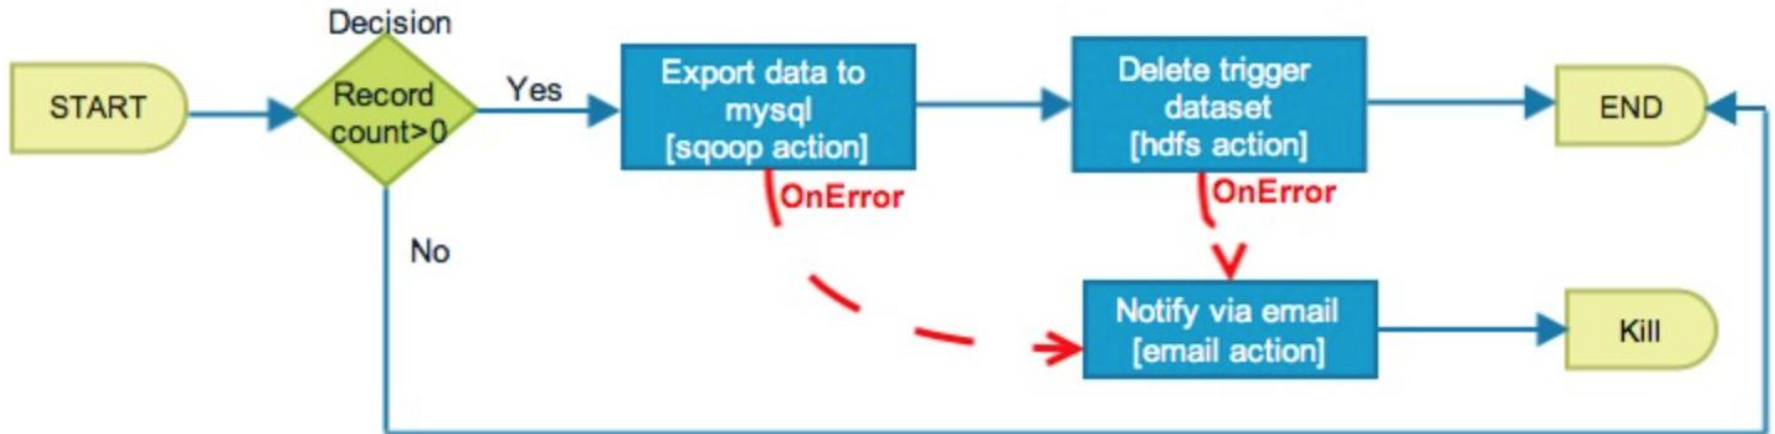 Decision
START
Record
count>0
Yes
Export data to
mysql
[sqoop action]
Delete trigger
dataset
[hdfs action]
END
OnError
OnError
No
Notify via email
[email action]
Kill